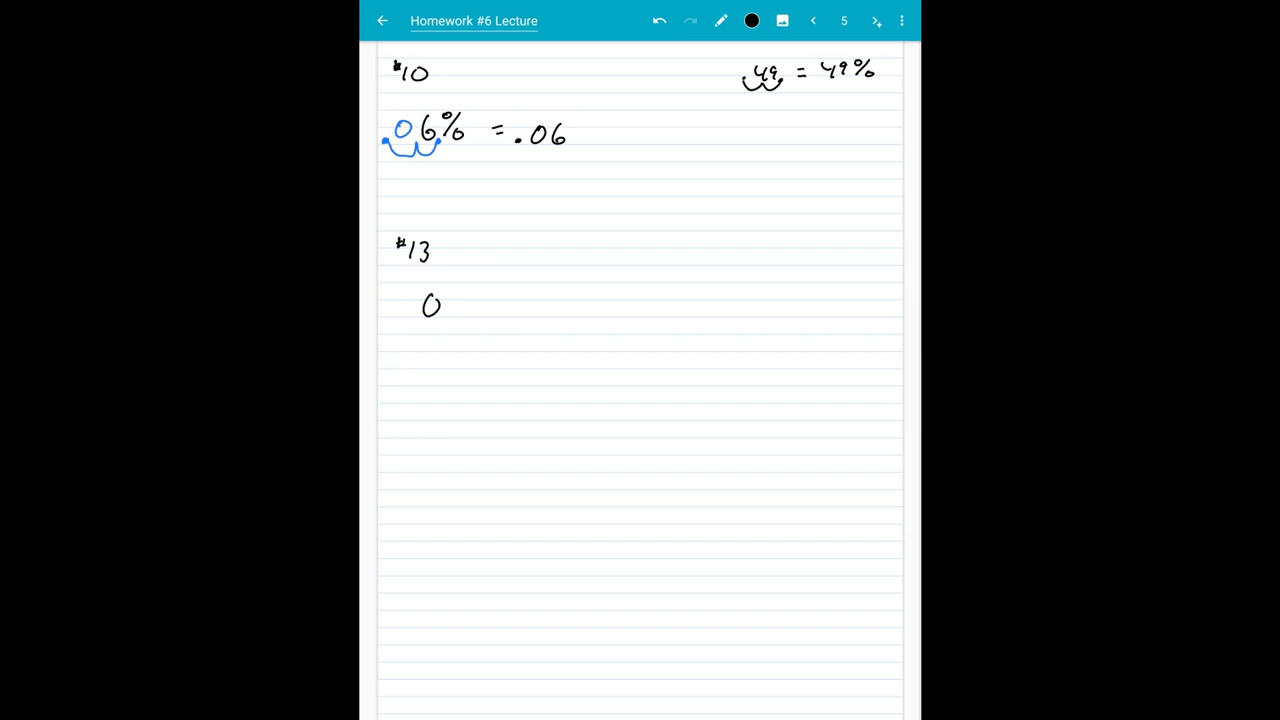 Homework #6 Lecture 5
#10 .49 = 49%
.06% = .06
#13
0